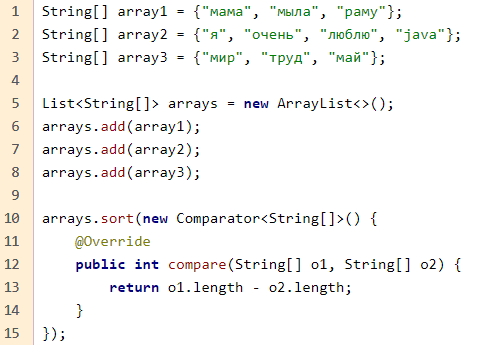 1 String[] array1 = {"мама", "мыла", "раму"};
2 String[] array2 = {"я", "очень", "люблю", "java"};
3 String[] array3 = {"мир", "труд", "май"};
4
5 List<String[]> arrays = new ArrayList<>();
6 arrays.add(array1);
7 arrays.add(array2);
8 arrays.add(array3);
9
10 arrays.sort(new Comparator<String[]>() {
11     @Override
12     public int compare(String[] o1, String[] o2) {
13         return o1.length - o2.length;
14     }
15 });